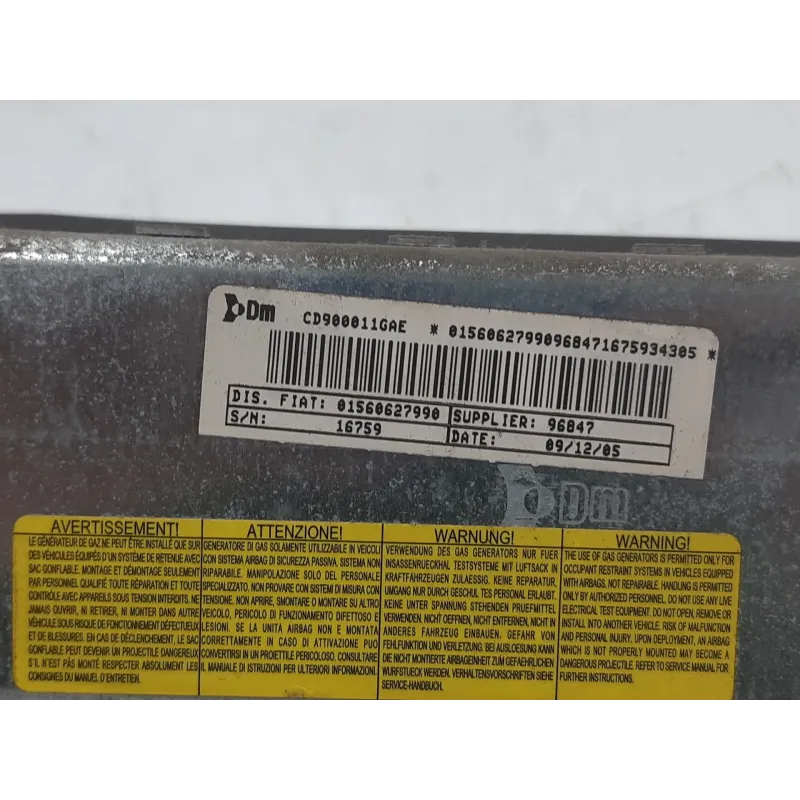 Dm CD900011GAE * 01560627990968471675934305 *
DIS. FIAT: 01560627990 SUPPLIER: 96847
S/N: 16759 DATE: 09/12/05
Dm
AVERTISSEMENT!
LE GÉNÉRATEUR DE GAZ NE PEUT ÊTRE INSTALLÉ QUE SUR
DES VÉHICULES ÉQUIPÉS D'UN SYSTÈME DE RETENUE AVEC
SAC GONFLABLE. MONTAGE ET DÉMONTAGE SEULEMENT
PAR PERSONNEL QUALIFIÉ TOUTE RÉPARATION ET TOUT
CONTRÔLE AVEC APPAREILS SOUS TENSION INTERDITS. NE
JAMAIS OUVRIR, NI RETIRER, NI MONTER DANS AUTRES
VÉHICULES SOUS RISQUE DE FONCTIONNEMENT DÉFECTUEUX
ET DE BLESSURES. EN CAS DE DÉCLENCHEMENT, LE SAC
GONFLABLE PEUT DEVENIR UN PROJECTILE DANGEREUX
S'IL N'EST PAS MONTÉ RESPECTER ABSOLUMENT LES
CONSIGNES DU MANUEL D'ENTRETIEN.
ATTENZIONE!
GENERATORE DI GAS SOLAMENTE UTILIZZABILE IN VEICOLI
CON SISTEMA AIRBAG DI SICUREZZA PASSIVA. SISTEMA NON
RIPARABILE. MANIPOLAZIONE SOLO DEL PERSONALE
SPECIALIZZATO, NON PROVARE CON SISTEMI DI MISURA CON
TENSIONE, NON APRIRE, NON SMONTARE O MONTARE SU ALTRO
VEICOLO, PERICOLO DI FUNZIONAMENTO DIFETTOSO E
LESIONI. SE LA UNITA AIRBAG NON E MONTATA
CORRETTAMENTE IN CASO DI ATTIVAZIONE PUO
CONVERTIRSI IN UN PROIETTILE PERICOLOSO. CONSULTARE
IL MANUALE DI ISTRUZIONI PER ULTERIORI INFORMAZIONI.
WARNUNG!
VERWENDUNG DES GAS GENERATORS NUR FUER
INSASSENRUECKHAL TESTSYSTEME MIT LUFTSACK IN
KRAFTFAHRZEUGEN ZULAESSIG. KEINE REPARATUR,
UMGANG NUR DURCH GESCHUL TES PERSONAL ERLAUBT.
KEINE UNTER SPANNUNG STEHENDEN PRUEFMITTEL
VERWENDEN, NICHT OEFFNEN, NICHT ENTFERNEN, NICHT IN
ANDERES FAHRZEUG EINBAUEN. GEFAHR VON
FUNKTION UND VERLETZUNG. BEI AUSLOESUNG KANN
DIE NICHT MONTIERTE AIRBAGEINHEIT ZUM GEFAEHRLICHEN
WURFSTUECK WERDEN. VERHALTENSVORSCHRIFTEN SIEHE
SERVICE-HANDBUCH.
WARNING!
THE USE OF GAS GENERATORS IS PERMITTED ONLY FOR
OCCUPANT RESTRAINT SYSTEMS IN VEHICLES EQUIPPED
WITH AIRBAGS. NOT REPAIRABLE. HANDLING IS PERMITTED
ONLY BY AUTHORIZED PERSONNEL. DO NOT USE ANY LIVE
ELECTRICAL TEST EQUIPMENT. DO NOT OPEN, REMOVE OR
INSTALL INTO ANOTHER VEHICLE. RISK OF MALFUNCTION
AND PERSONAL INJURY. UPON DEPLOYMENT, AN AIRBAG
WHICH IS NOT PROPERLY MOUNTED MAY BECOME A
DANGEROUS PROJECTILE. REFER TO SERVICE MANUAL FOR
FURTHER INSTRUCTIONS.